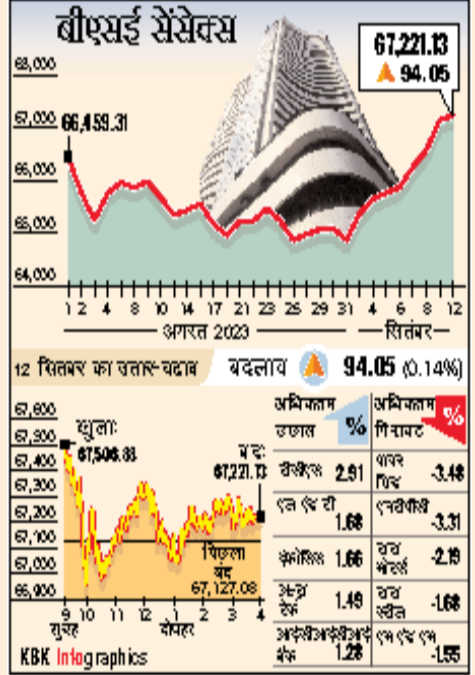 बीएसई सेंसेक्स
67,221.13
94.05
68,000
67,000
66,459.31
66,000
65,000
64,000
1 2 4 8 10 14 17 21 23 25 29 31 4 6 8 12
अगस्त 2023
सितंबर
12 सितंबर का उतार-चढाव
बदलाव 94.05 (0.14%)
67,600
67,500
67,400
67,300
67,200
67,100
67,000
66,900
खुला:
67,506.88
बंद:
67,221.13
पिछला
बंद
67,127.08
9 10 11 12 1 2 3 4
सुबह दोपहर
अधिकतम
उछाल %
टीसीएस 2.91
एल एंड टी
1.68
इंफोसिस 1.66
टेक 1.49
आईसीआईसीआई
बैंक 1.28
अधिकतम
गिरावट %
पावर
ग्रिड -3.48
एनटीपीसी
-3.31
टाटा
मोटर्स -2.19
टाटा
स्टील -1.68
एम एंड एम
-1.55
KBK Infographics